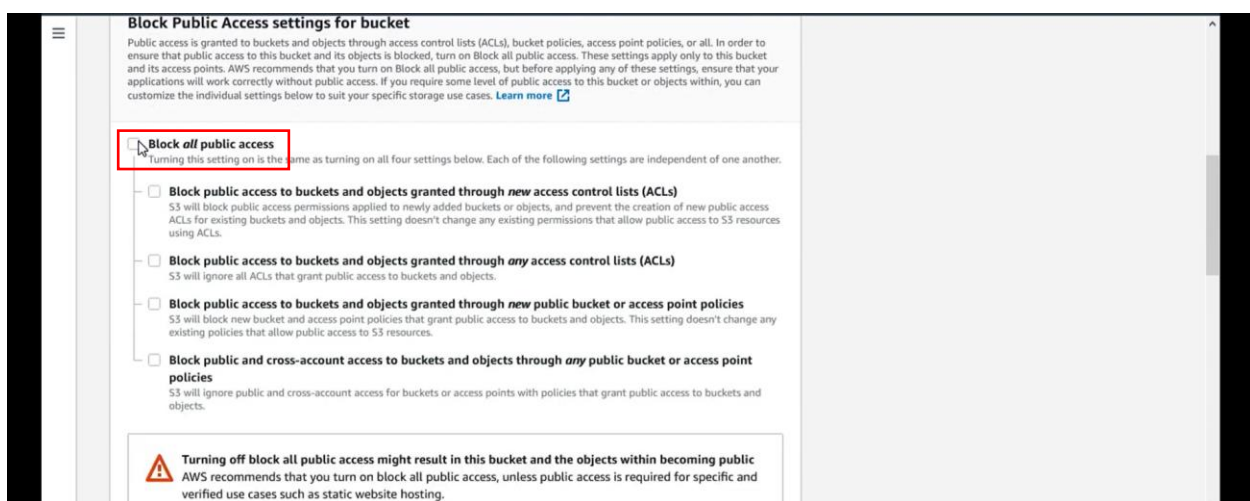 Block Public Access settings for bucket
Public access is granted to buckets and objects through access control lists (ACLs), bucket policies, access point policies, or all. In order to
ensure that public access to this bucket and its objects is blocked, turn on Block all public access. These settings apply only to this bucket
and its access points. AWS recommends that you turn on Block all public access, but before applying any of these settings, ensure that your
applications will work correctly without public access. If you require some level of public access to this bucket or objects within, you can
customize the individual settings below to suit your specific storage use cases. Learn more
Block all public access
Turning this setting on is the same as turning on all four settings below. Each of the following settings are independent of one another.
Block public access to buckets and objects granted through new access control lists (ACLs)
S3 will block public access permissions applied to newly added buckets or objects, and prevent the creation of new public access
ACLs for existing buckets and objects. This setting doesn't change any existing permissions that allow public access to S3 resources
using ACLs.
Block public access to buckets and objects granted through any access control lists (ACLs)
S3 will ignore all ACLs that grant public access to buckets and objects.
Block public access to buckets and objects granted through new public bucket or access point policies
S3 will block new bucket and access point policies that grant public access to buckets and objects. This setting doesn't change any
existing policies that allow public access to S3 resources.
Block public and cross-account access to buckets and objects through any public bucket or access point
policies
S3 will ignore public and cross-account access for buckets or access points with policies that grant public access to buckets and
objects.
Turning off block all public access might result in this bucket and the objects within becoming public
AWS recommends that you turn on block all public access, unless public access is required for specific and
verified use cases such as static website hosting.